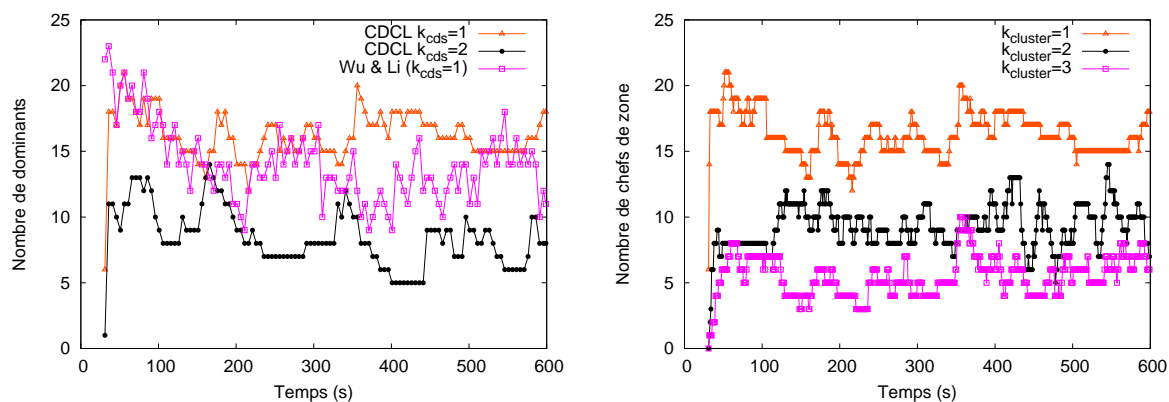 Nombre de dominants
25
20
15
10
5
0
0 100 200 300 400 500 600
Temps (s)
CDCL k_cds=1
CDCL k_cds=2
Wu & Li (k_cds=1)
Nombre de chefs de zone
25
20
15
10
5
0
0 100 200 300 400 500 600
Temps (s)
k_cluster=1
k_cluster=2
k_cluster=3